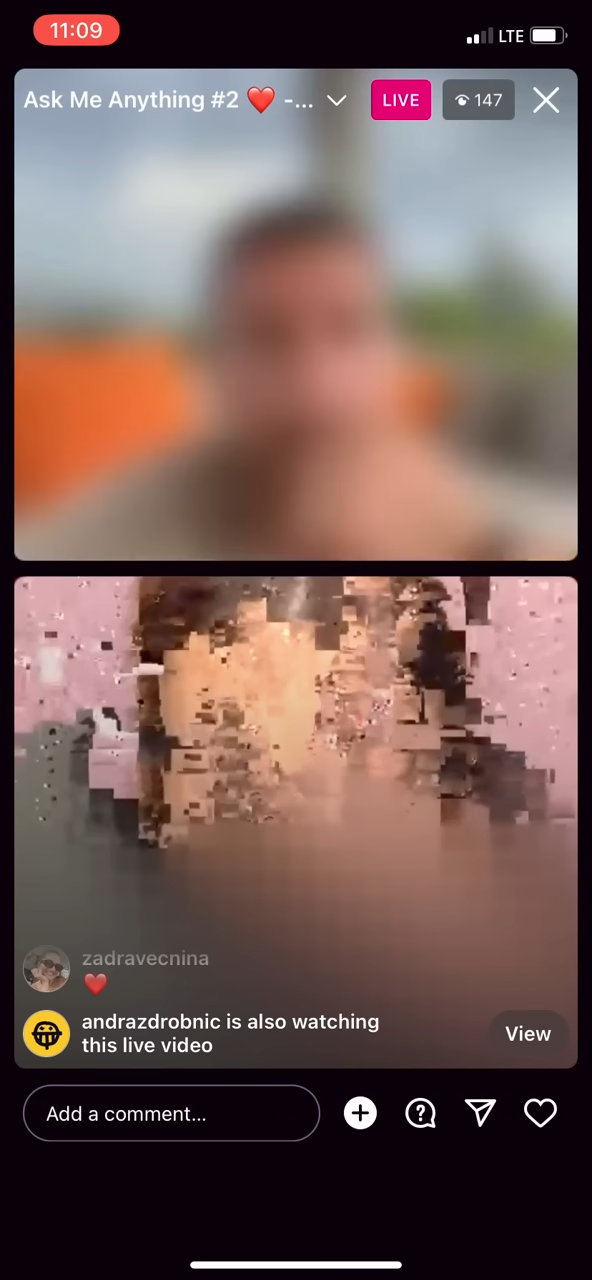 11:09
LTE
Ask Me Anything #2 ❤️ -...
LIVE
147
zadravecnina
❤️
andrazdrobnic is also watching
this live video
View
Add a comment...